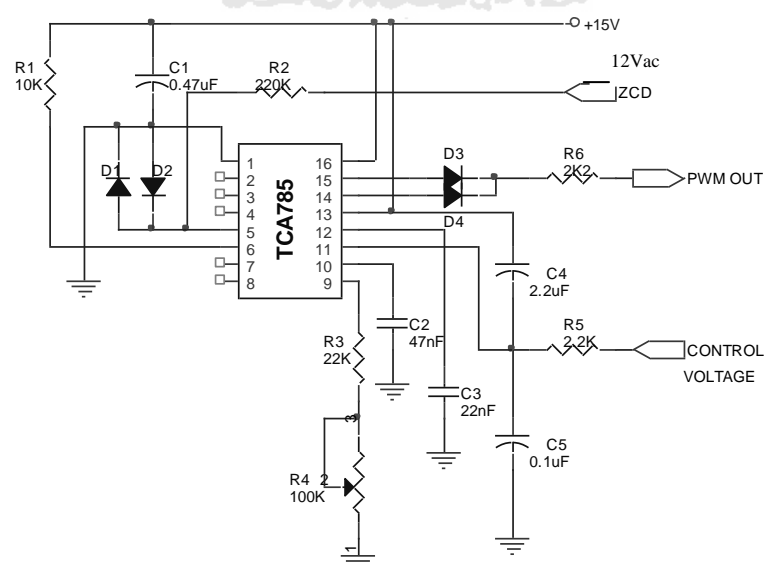 +15V
12Vac
R1
10K
C1
0.47uF
R2
220K
ZCD
D1
D2
1
2
3
4
5
6
7
8
TCA785
16
15
14
13
12
11
10
9
D3
D4
R6
2K2
PWM OUT
C4
2.2uF
R3
22K
C2
47nF
R5
2.2K
CONTROL
VOLTAGE
C3
22nF
C5
0.1uF
3
R4
2
100K
1